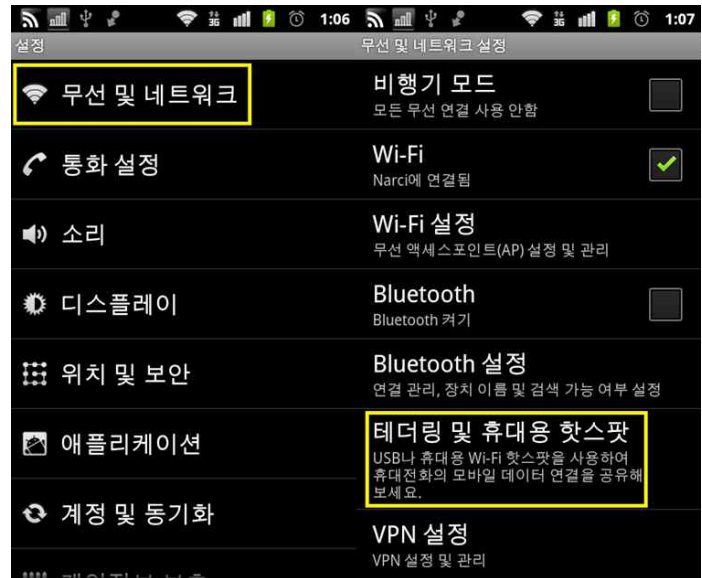 3G
1:06
설정
무선 및 네트워크
통화 설정
소리
디스플레이
위치 및 보안
애플리케이션
계정 및 동기화
3G
1:07
무선 및 네트워크 설정
비행기 모드
모든 무선 연결 사용 안함
Wi-Fi
Narci에 연결됨
Wi-Fi 설정
무선 액세스포인트(AP) 설정 및 관리
Bluetooth
Bluetooth 켜기
Bluetooth 설정
연결 관리, 장치 이름 및 검색 가능 여부 설정
테더링 및 휴대용 핫스팟
USB나 휴대용 Wi-Fi 핫스팟을 사용하여
휴대전화의 모바일 데이터 연결을 공유해
보세요.
VPN 설정
VPN 설정 및 관리